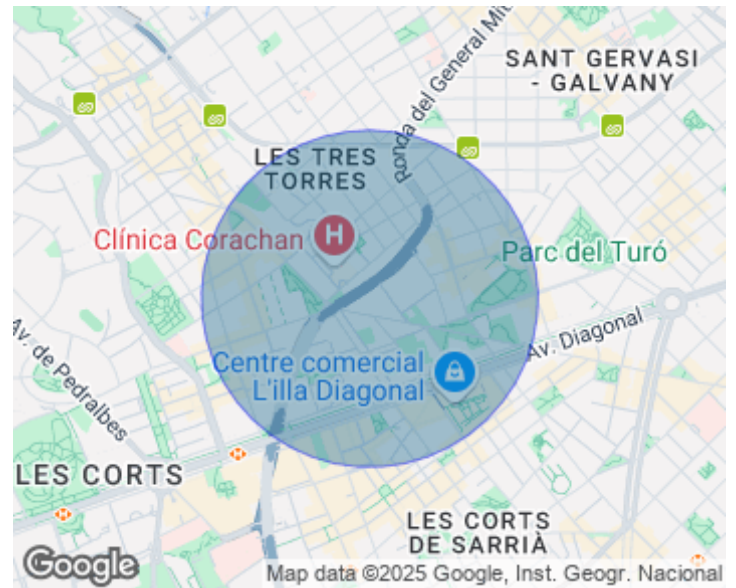 SANT GERVASI
- GALVANY
Ronda del General Mi
LES TRES
TORRES
Clínica Corachan
H
Parc del Turó
Av. Diagonal
Centre comercial
L'illa Diagonal
Av. de Pedralbes
LES CORTS
LES CORTS
DE SARRIÀ
Google
Map data ©2025 Google, Inst. Geogr. Nacional